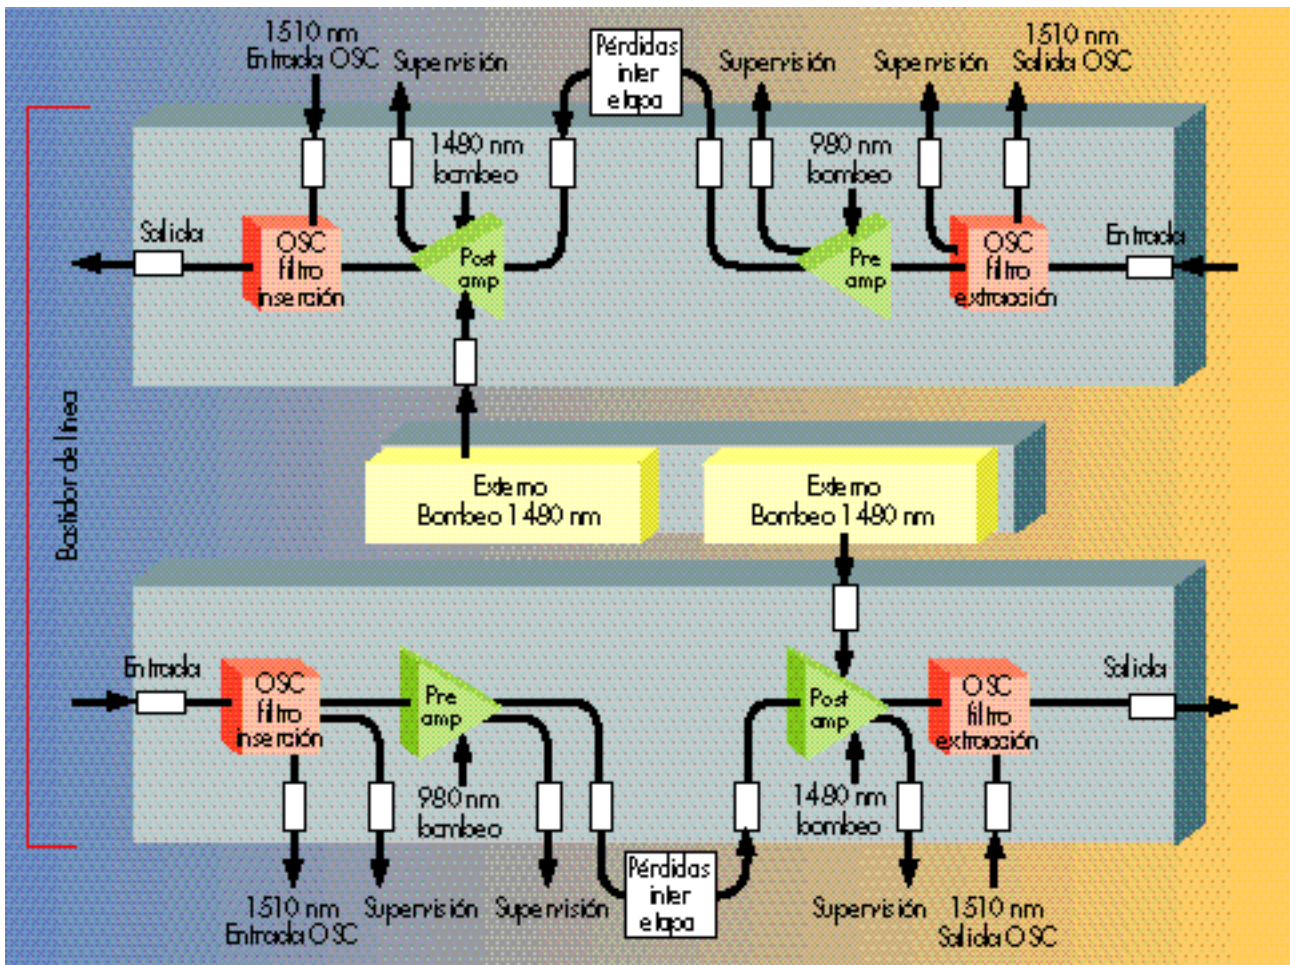 1510 nm
Entrada OSC
Supervisión
Pérdidas
inter
etapa
Supervisión
Supervisión
1510 nm
Salida OSC
1480 nm
bombeo
980 nm
bombeo
Salida
OSC
filtro
inserción
Post
amp
Pre
amp
OSC
filtro
extracción
Entrada
Bastidor de línea
Externo
Bombeo 1480 nm
Externo
Bombeo 1480 nm
Entrada
OSC
filtro
inserción
Pre
amp
Post
amp
OSC
filtro
extracción
Salida
980 nm
bombeo
1480 nm
bombeo
Pérdidas
inter
etapa
1510 nm
Entrada OSC
Supervisión
Supervisión
Supervisión
1510 nm
Salida OSC